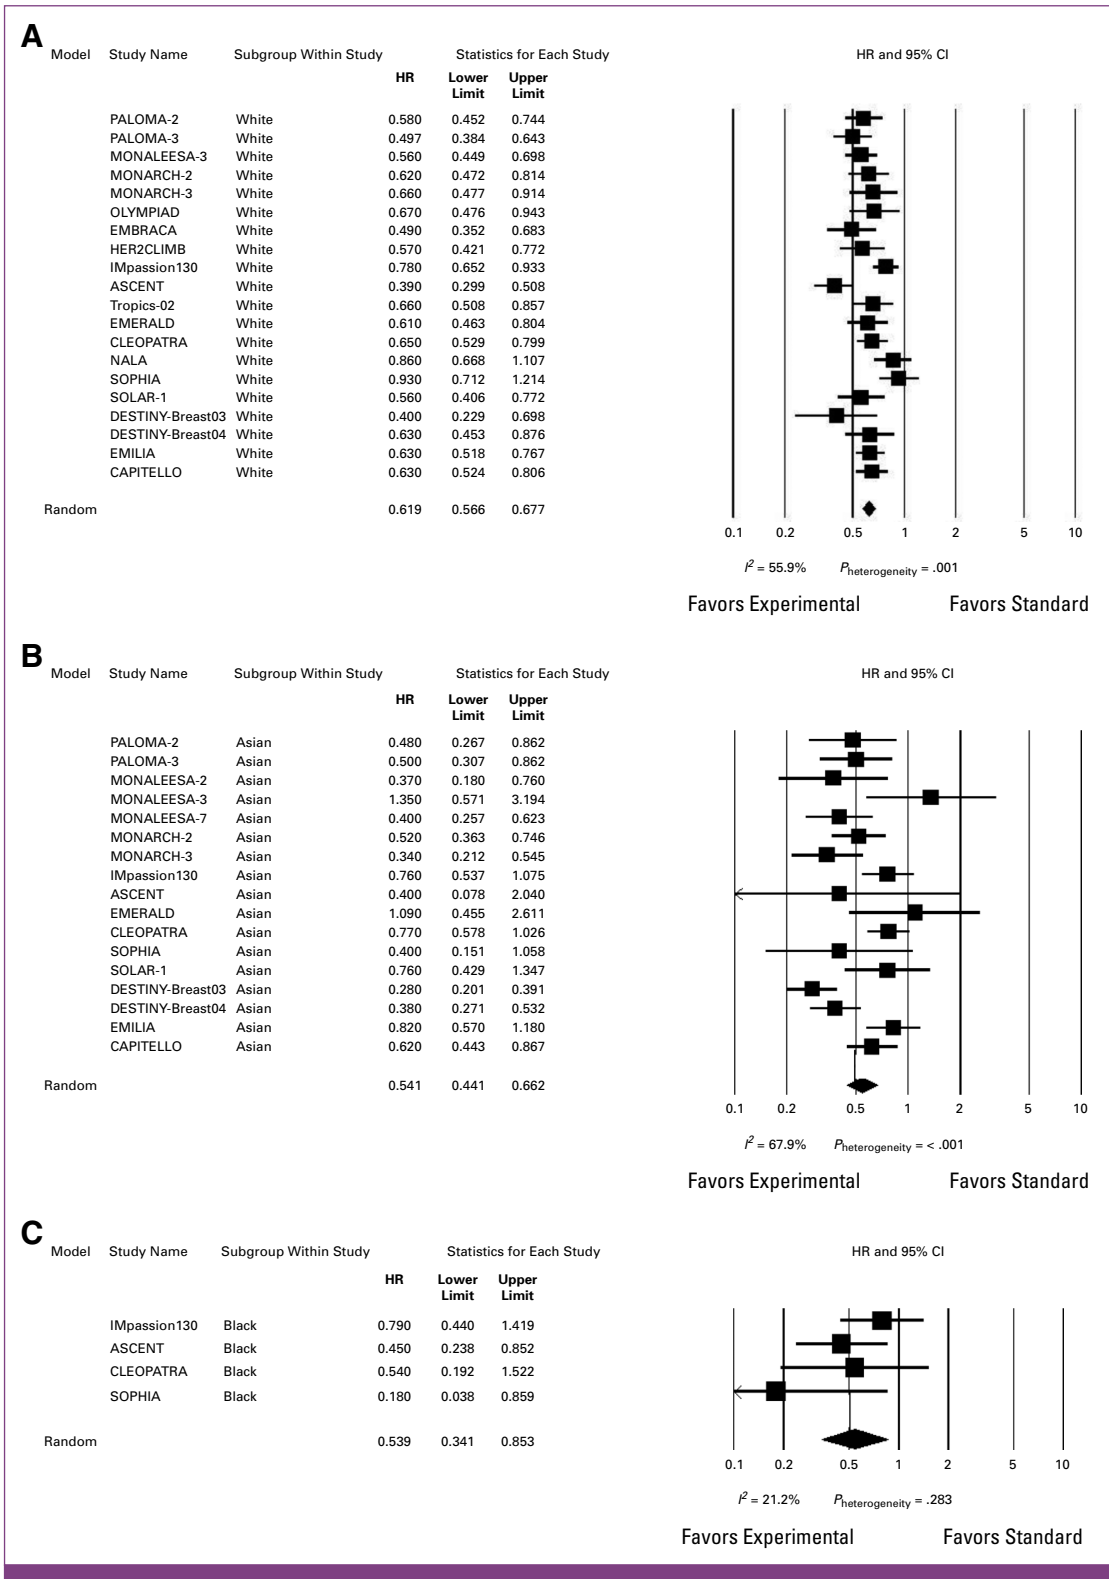 A
Model Study Name Subgroup Within Study Statistics for Each Study HR and 95% CI
HR Lower Limit Upper Limit
PALOMA-2 White 0.580 0.452 0.744
PALOMA-3 White 0.497 0.384 0.643
MONALEESA-3 White 0.560 0.449 0.698
MONARCH-2 White 0.620 0.472 0.814
MONARCH-3 White 0.660 0.477 0.914
OLYMPIAD White 0.670 0.476 0.943
EMBRACA White 0.490 0.352 0.683
HER2CLIMB White 0.570 0.421 0.772
IMpassion130 White 0.780 0.652 0.933
ASCENT White 0.390 0.299 0.508
Tropics-02 White 0.660 0.508 0.857
EMERALD White 0.610 0.463 0.804
CLEOPATRA White 0.650 0.529 0.799
NALA White 0.860 0.668 1.107
SOPHIA White 0.930 0.712 1.214
SOLAR-1 White 0.560 0.406 0.772
DESTINY-Breast03 White 0.400 0.229 0.698
DESTINY-Breast04 White 0.630 0.453 0.876
EMILIA White 0.630 0.518 0.767
CAPITELLO White 0.630 0.524 0.806
Random 0.619 0.566 0.677
0.1 0.2 0.5 1 2 5 10
I² = 55.9% Pheterogeneity = .001
Favors Experimental Favors Standard
B
Model Study Name Subgroup Within Study Statistics for Each Study HR and 95% CI
HR Lower Limit Upper Limit
PALOMA-2 Asian 0.480 0.267 0.862
PALOMA-3 Asian 0.500 0.307 0.862
MONALEESA-2 Asian 0.370 0.180 0.760
MONALEESA-3 Asian 1.350 0.571 3.194
MONALEESA-7 Asian 0.400 0.257 0.623
MONARCH-2 Asian 0.520 0.363 0.746
MONARCH-3 Asian 0.340 0.212 0.545
IMpassion130 Asian 0.760 0.537 1.075
ASCENT Asian 0.400 0.078 2.040
EMERALD Asian 1.090 0.455 2.611
CLEOPATRA Asian 0.770 0.578 1.026
SOPHIA Asian 0.400 0.151 1.058
SOLAR-1 Asian 0.760 0.429 1.347
DESTINY-Breast03 Asian 0.280 0.201 0.391
DESTINY-Breast04 Asian 0.380 0.271 0.532
EMILIA Asian 0.820 0.570 1.180
CAPITELLO Asian 0.620 0.443 0.867
Random 0.541 0.441 0.662
0.1 0.2 0.5 1 2 5 10
I² = 67.9% Pheterogeneity = < .001
Favors Experimental Favors Standard
C
Model Study Name Subgroup Within Study Statistics for Each Study HR and 95% CI
HR Lower Limit Upper Limit
IMpassion130 Black 0.790 0.440 1.419
ASCENT Black 0.450 0.238 0.852
CLEOPATRA Black 0.540 0.192 1.522
SOPHIA Black 0.180 0.038 0.859
Random 0.539 0.341 0.853
0.1 0.2 0.5 1 2 5 10
I² = 21.2% Pheterogeneity = .283
Favors Experimental Favors Standard